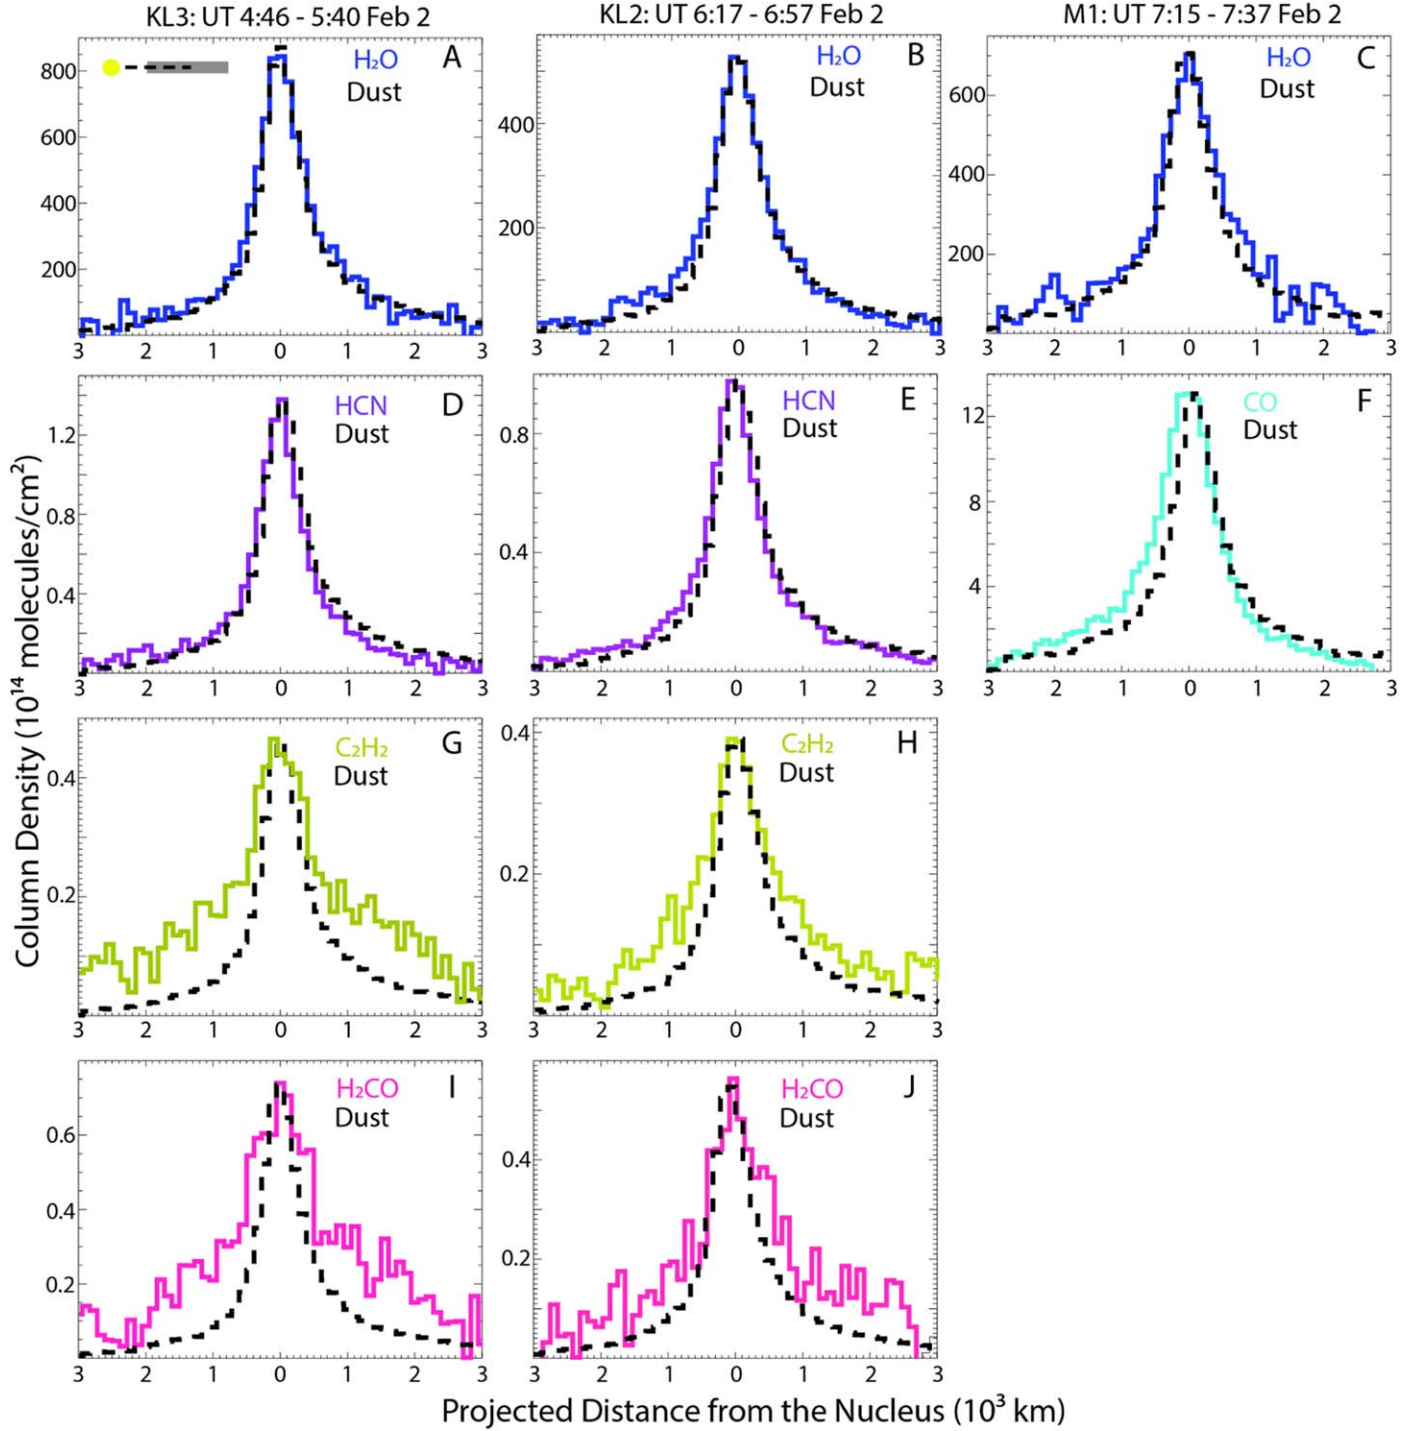 KL3: UT 4:46 - 5:40 Feb 2
KL2: UT 6:17 - 6:57 Feb 2
M1: UT 7:15 - 7:37 Feb 2
A
H₂O
Dust
800
600
400
200
3 2 1 0 1 2 3
B
H₂O
Dust
400
200
3 2 1 0 1 2 3
C
H₂O
Dust
600
400
200
3 2 1 0 1 2 3
Column Density (10¹⁴ molecules/cm²)
D
HCN
Dust
1.2
0.8
0.4
3 2 1 0 1 2 3
E
HCN
Dust
0.8
0.4
3 2 1 0 1 2 3
F
CO
Dust
12
8
4
3 2 1 0 1 2 3
G
C₂H₂
Dust
0.4
0.2
3 2 1 0 1 2 3
H
C₂H₂
Dust
0.4
0.2
3 2 1 0 1 2 3
I
H₂CO
Dust
0.6
0.4
0.2
3 2 1 0 1 2 3
J
H₂CO
Dust
0.4
0.2
3 2 1 0 1 2 3
Projected Distance from the Nucleus (10³ km)